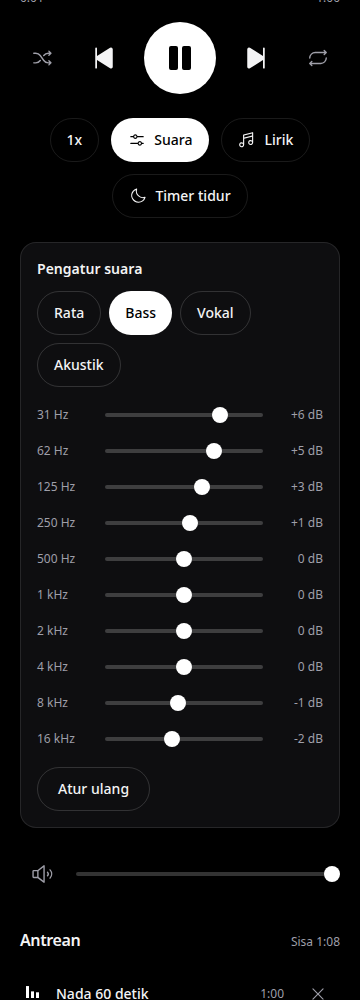 1x
Suara
Lirik
Timer tidur
Pengatur suara
Rata
Bass
Vokal
Akustik
31 Hz +6 dB
62 Hz +5 dB
125 Hz +3 dB
250 Hz +1 dB
500 Hz 0 dB
1 kHz 0 dB
2 kHz 0 dB
4 kHz 0 dB
8 kHz -1 dB
16 kHz -2 dB
Atur ulang
Antrean Sisa 1:08
Nada 60 detik 1:00